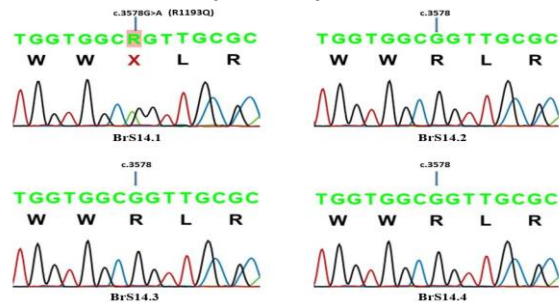 c.3578G>A (R1193Q)
TGGTGGCRGTTGCGC
W W X L R
BrS14.1
c.3578
TGGTGGCGGTTGCGC
W W R L R
BrS14.2
c.3578
TGGTGGCGGTTGCGC
W W R L R
BrS14.3
c.3578
TGGTGGCGGTTGCGC
W W R L R
BrS14.4